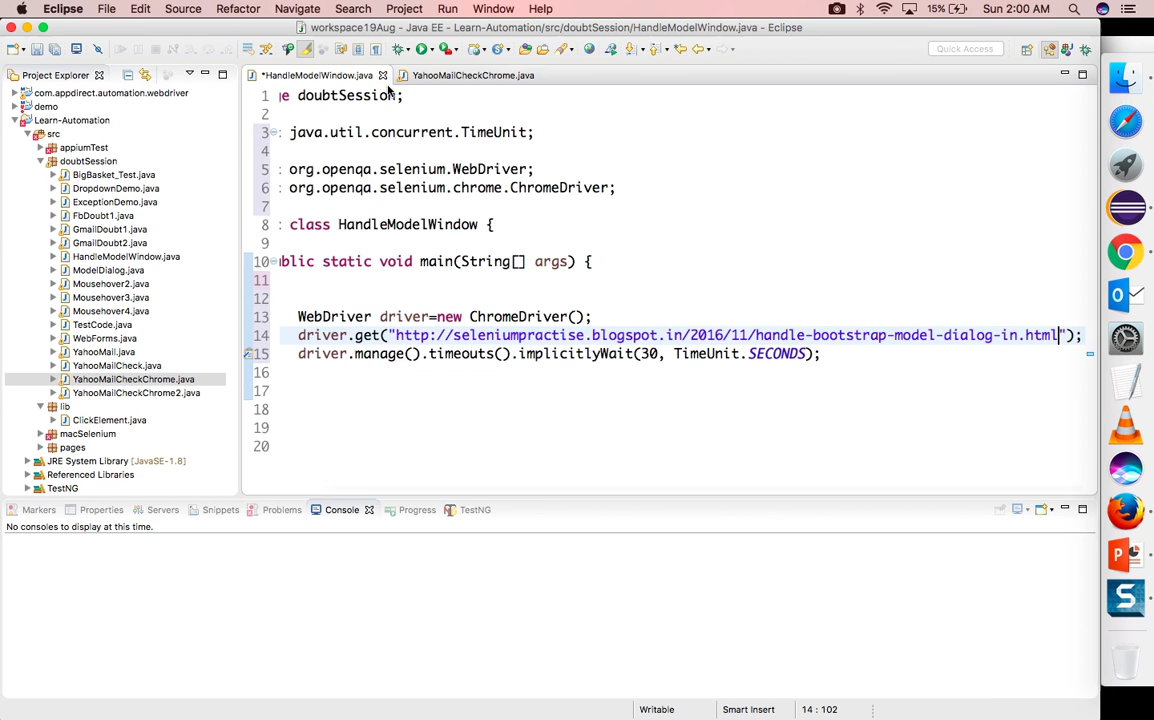 Eclipse File Edit Source Refactor Navigate Search Project Run Window Help 15% Sun 2:00 AM
workspace19Aug - Java EE - Learn-Automation/src/doubtSession/HandleModelWindow.java - Eclipse
Quick Access
Project Explorer
*HandleModelWindow.java YahooMailCheckChrome.java
com.appdirect.automation.webdriver
demo
Learn-Automation
src
appiumTest
doubtSession
BigBasket_Test.java
DropdownDemo.java
ExceptionDemo.java
FbDoubt1.java
GmailDoubt1.java
GmailDoubt2.java
HandleModelWindow.java
ModelDialog.java
Mousehover2.java
Mousehover3.java
Mousehover4.java
TestCode.java
WebForms.java
YahooMail.java
YahooMailCheck.java
YahooMailCheckChrome.java
YahooMailCheckChrome2.java
lib
ClickElement.java
macSelenium
pages
JRE System Library [JavaSE-1.8]
Referenced Libraries
TestNG
1 e doubtSession;
2
3 : java.util.concurrent.TimeUnit;
4
5 : org.openqa.selenium.WebDriver;
6 : org.openqa.selenium.chrome.ChromeDriver;
7
8 : class HandleModelWindow {
9
10 blic static void main(String[] args) {
11
12
13 WebDriver driver=new ChromeDriver();
14 driver.get("http://seleniumpractise.blogspot.in/2016/11/handle-bootstrap-model-dialog-in.html");
15 driver.manage().timeouts().implicitlyWait(30, TimeUnit.SECONDS);
16
17
18
19
20
Markers Properties Servers Snippets Problems Console Progress TestNG
No consoles to display at this time.
Writable Smart Insert 14 : 102